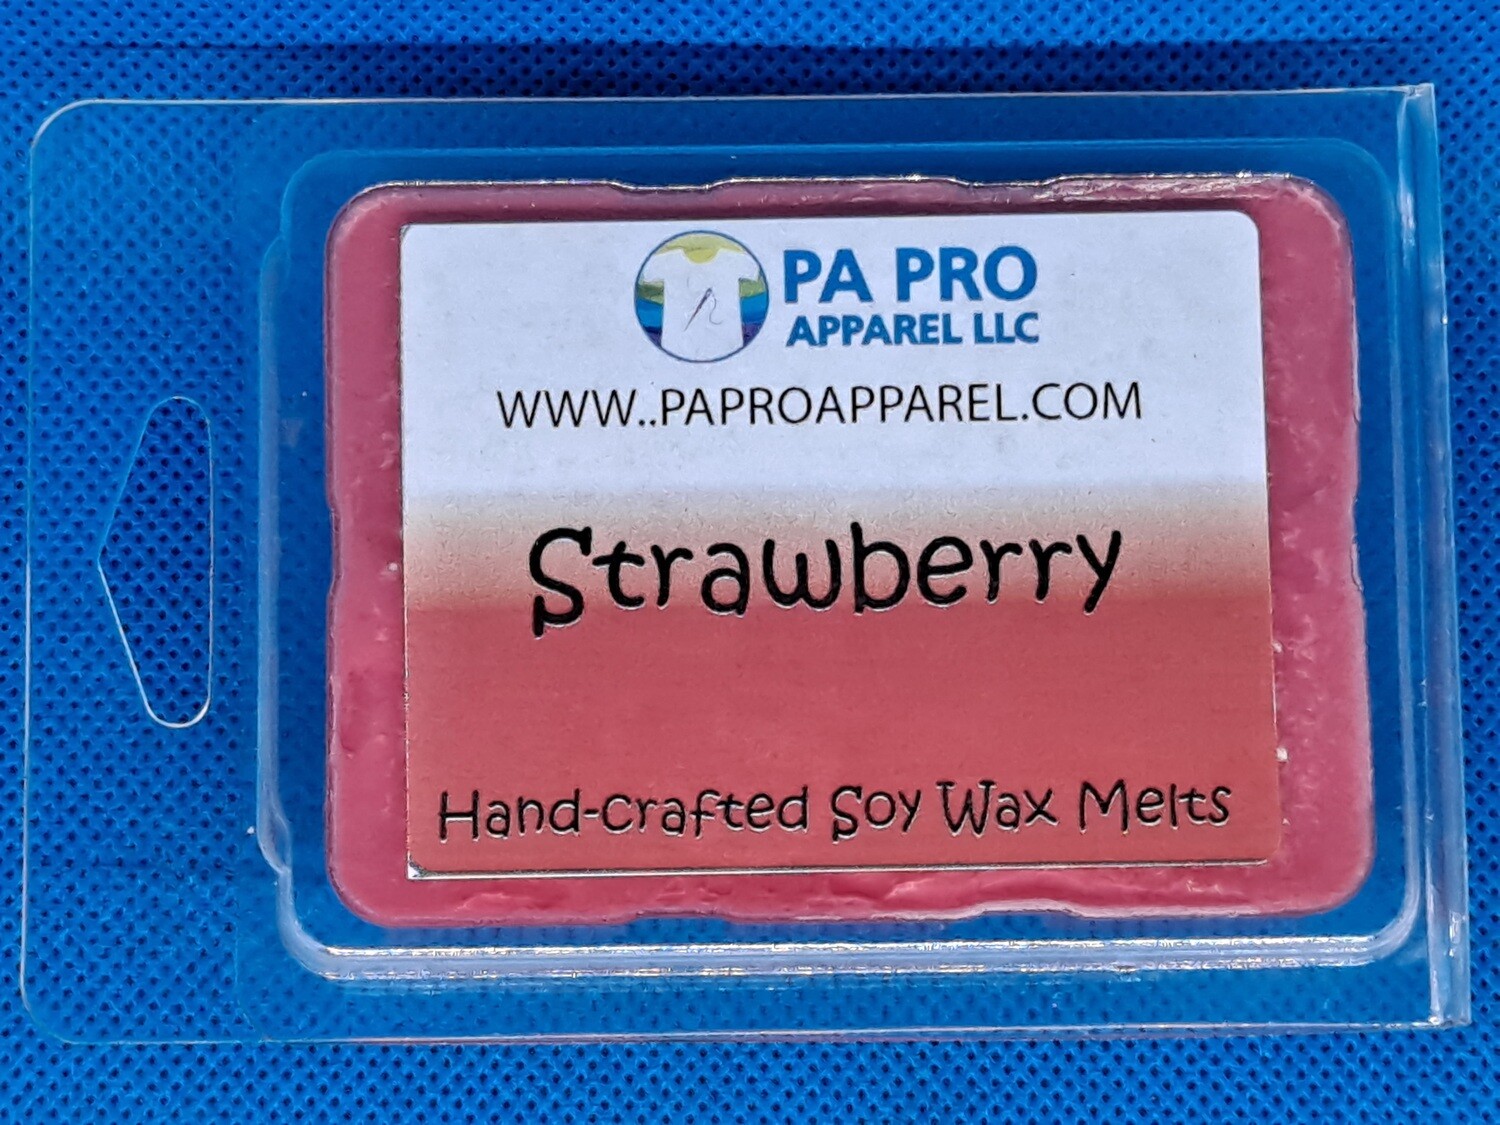 PA PRO
APPAREL LLC
WWW..PAPROAPPAREL.COM
Strawberry
Hand-crafted Soy Wax Melts